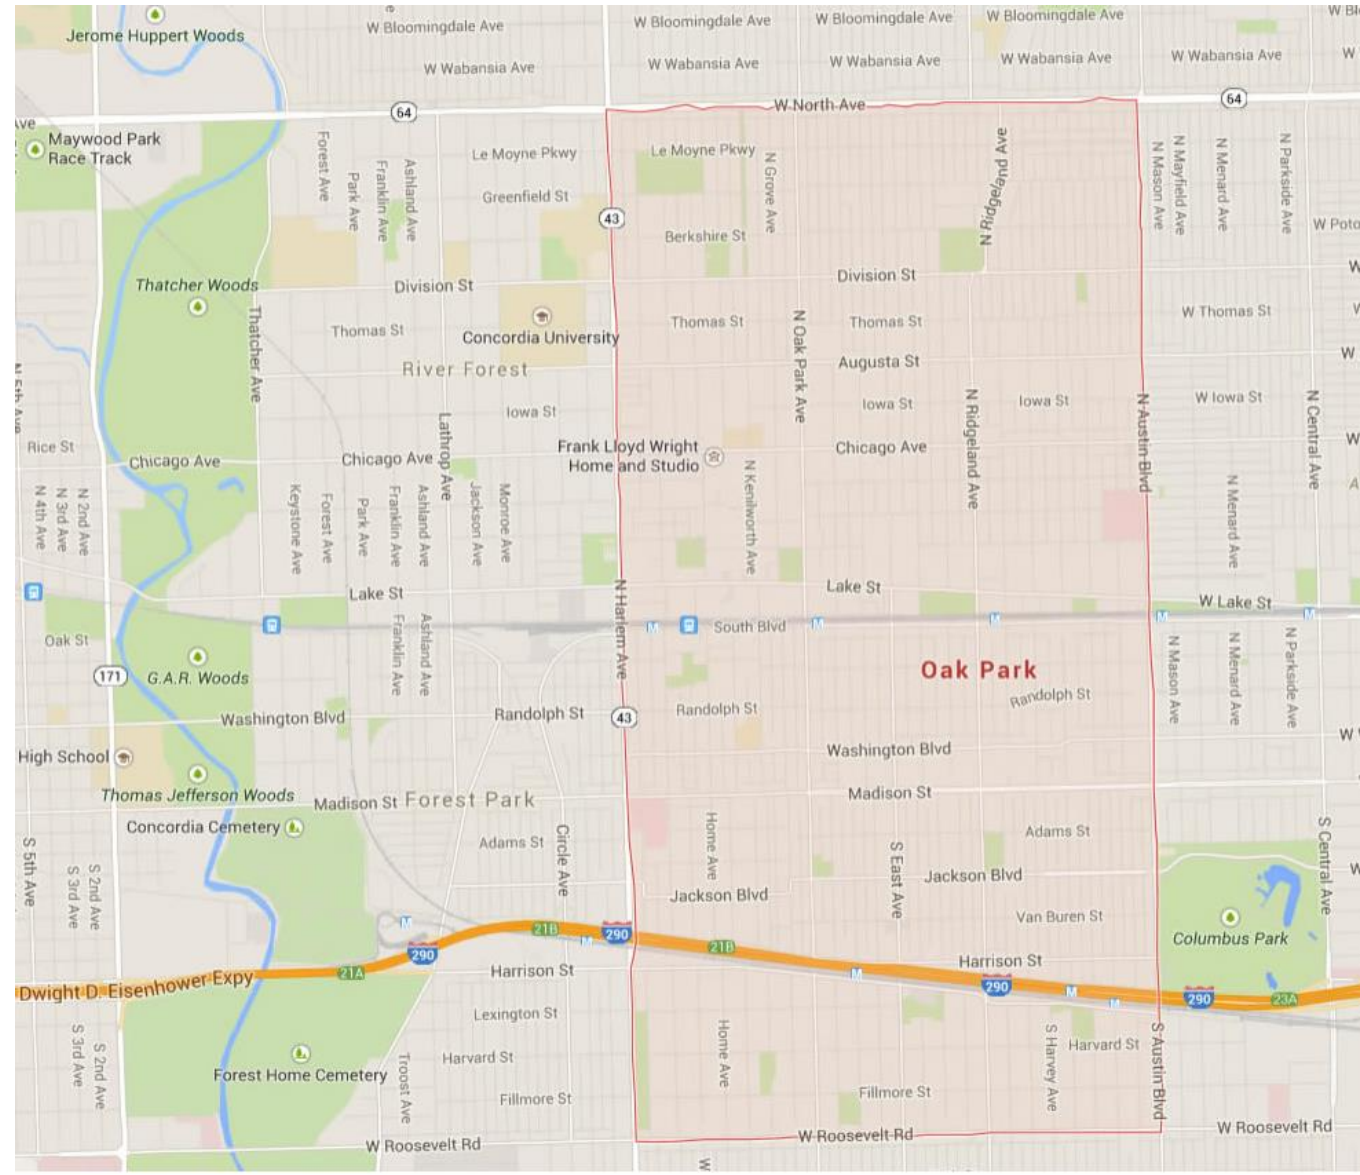 Jerome Huppert Woods
W Bloomingdale Ave
W Bloomingdale Ave
W Bloomingdale Ave
W Bloomingdale Ave
W Wabansia Ave
W Wabansia Ave
W Wabansia Ave
W Wabansia Ave
W Wabansia Ave
64
W North Ave
64
Maywood Park
Race Track
Forest Ave
Park Ave
Franklin Ave
Ashland Ave
Le Moyne Pkwy
Greenfield St
43
Le Moyne Pkwy
N Grove Ave
Berkshire St
N Ridgeland Ave
N Mason Ave
N Mayfield Ave
N Menard Ave
N Parkside Ave
Thatcher Woods
Division St
Division St
Thatcher Ave
Thomas St
Concordia University
Thomas St
N Oak Park Ave
Thomas St
W Thomas St
River Forest
Augusta St
N 5th Ave
Iowa St
Iowa St
N Ridgeland Ave
Iowa St
N Austin Blvd
W Iowa St
N Central Ave
Rice St
Chicago Ave
Chicago Ave
Lathrop Ave
Frank Lloyd Wright
Home and Studio
Chicago Ave
N 4th Ave
N 3rd Ave
N 2nd Ave
Keystone Ave
Forest Ave
Park Ave
Franklin Ave
Ashland Ave
Jackson Ave
Monroe Ave
N Kenilworth Ave
N Menard Ave
Lake St
N Harlem Ave
Lake St
W Lake St
Oak St
Franklin Ave
Ashland Ave
M
South Blvd
M
M
M
M
171
G.A.R. Woods
Oak Park
N Mason Ave
N Menard Ave
N Parkside Ave
Washington Blvd
Randolph St
43
Randolph St
Randolph St
High School
Washington Blvd
Thomas Jefferson Woods
Madison St
Forest Park
Madison St
Concordia Cemetery
Adams St
Circle Ave
Home Ave
Adams St
S Central Ave
S 5th Ave
S 3rd Ave
S 2nd Ave
Jackson Blvd
S East Ave
Jackson Blvd
Van Buren St
Columbus Park
M
290
21B
M
290
21B
Harrison St
Dwight D. Eisenhower Expy
21A
Harrison St
M
290
M
M
290
23A
Lexington St
S 3rd Ave
S 2nd Ave
Forest Home Cemetery
Troost Ave
Harvard St
Home Ave
S Harvey Ave
Harvard St
S Austin Blvd
Fillmore St
Fillmore St
W Roosevelt Rd
W Roosevelt Rd
W Roosevelt Rd